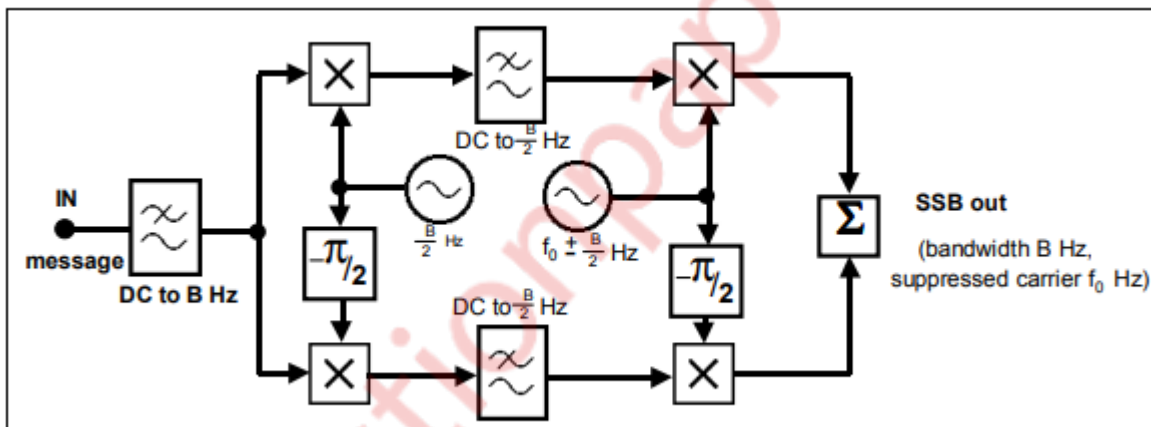 ×
×
DC to B/2 Hz
IN
message
DC to B Hz
B/2 Hz
f₀ ± B/2 Hz
−π/2
−π/2
DC to B/2 Hz
Σ
SSB out
(bandwidth B Hz,
suppressed carrier f₀ Hz)
×
×
tionpap